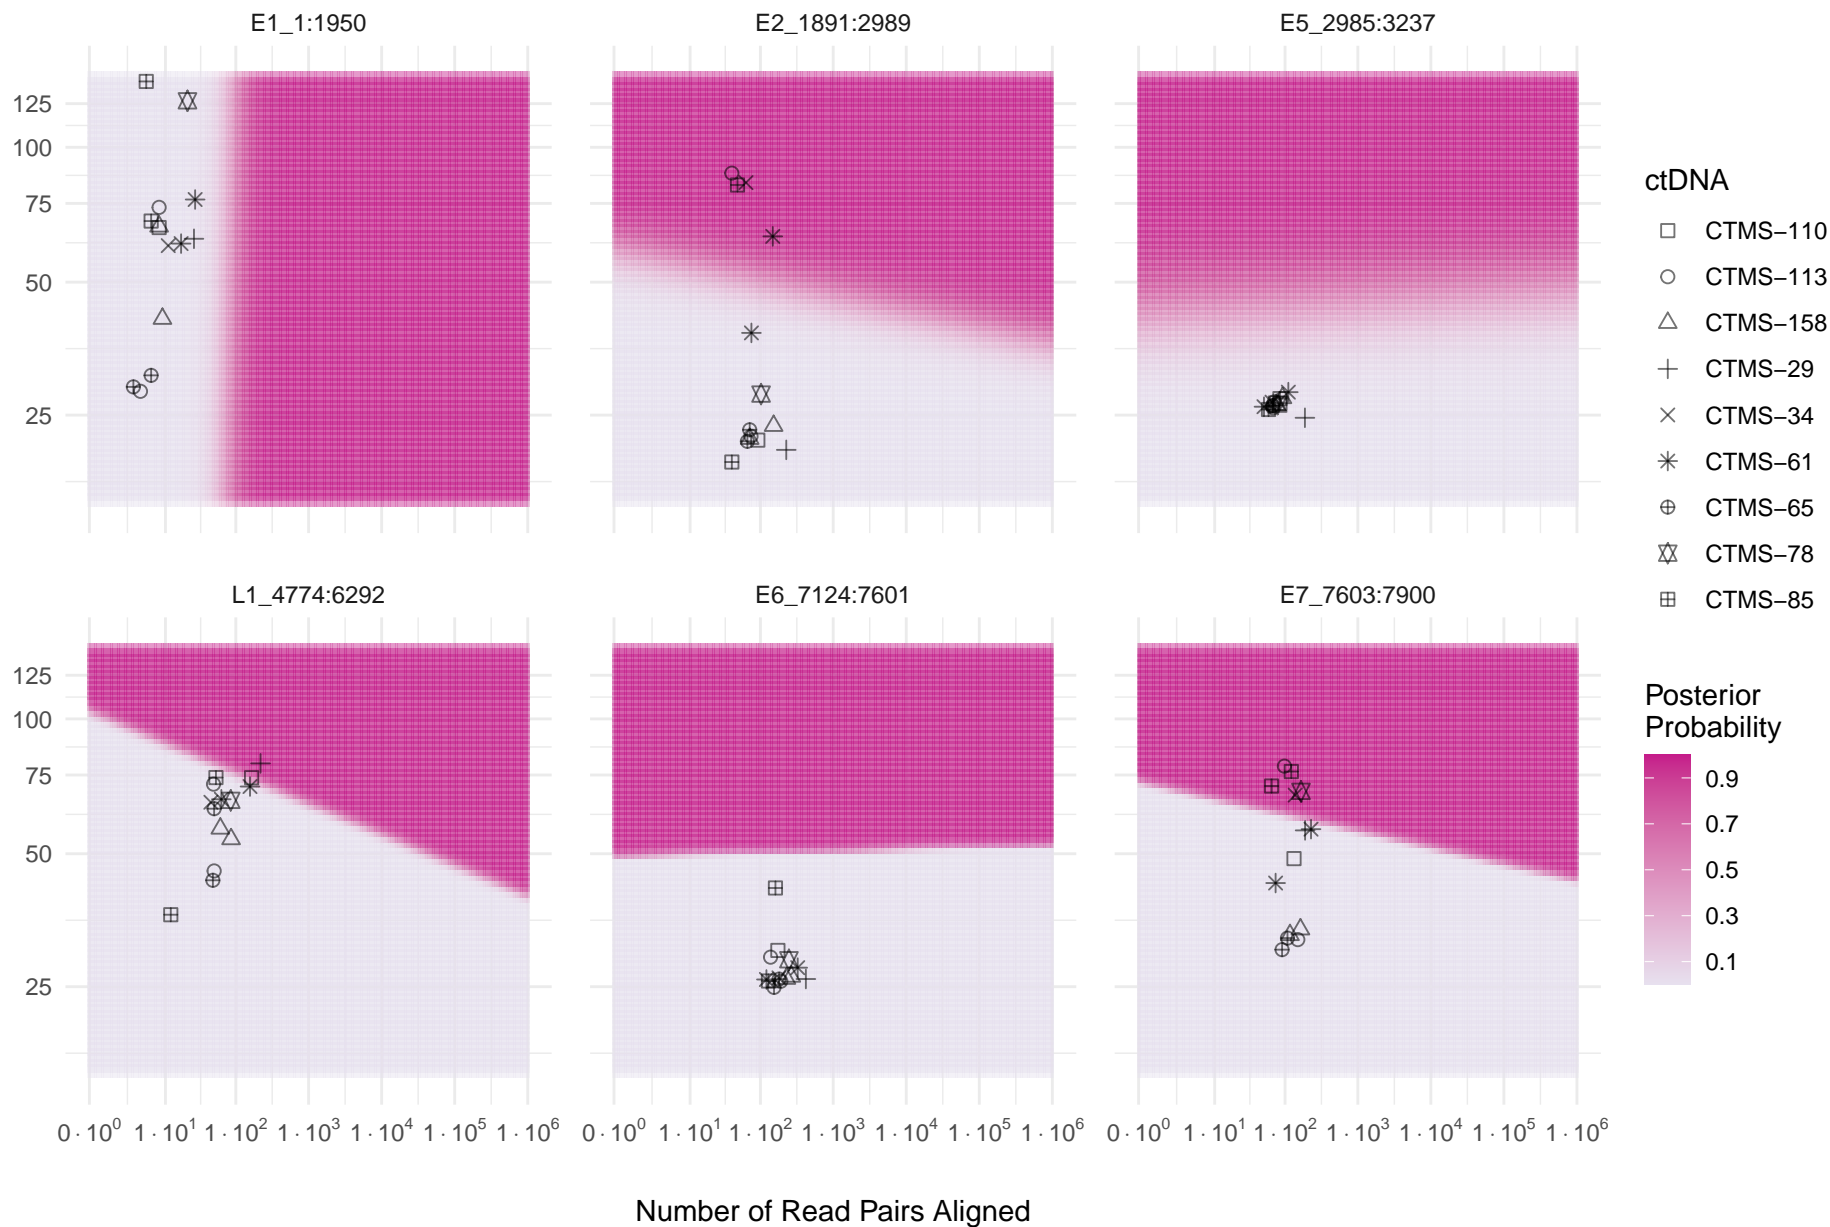 E1_1:1950 E2_1891:2989 E5_2985:3237
125
100
75
50
25
L1_4774:6292 E6_7124:7601 E7_7603:7900
125
100
75
50
25
0·10⁰ 1·10¹ 1·10² 1·10³ 1·10⁴ 1·10⁵ 1·10⁶ 0·10⁰ 1·10¹ 1·10² 1·10³ 1·10⁴ 1·10⁵ 1·10⁶ 0·10⁰ 1·10¹ 1·10² 1·10³ 1·10⁴ 1·10⁵ 1·10⁶
Number of Read Pairs Aligned
ctDNA
CTMS−110
CTMS−113
CTMS−158
CTMS−29
CTMS−34
CTMS−61
CTMS−65
CTMS−78
CTMS−85
Posterior
Probability
0.9
0.7
0.5
0.3
0.1